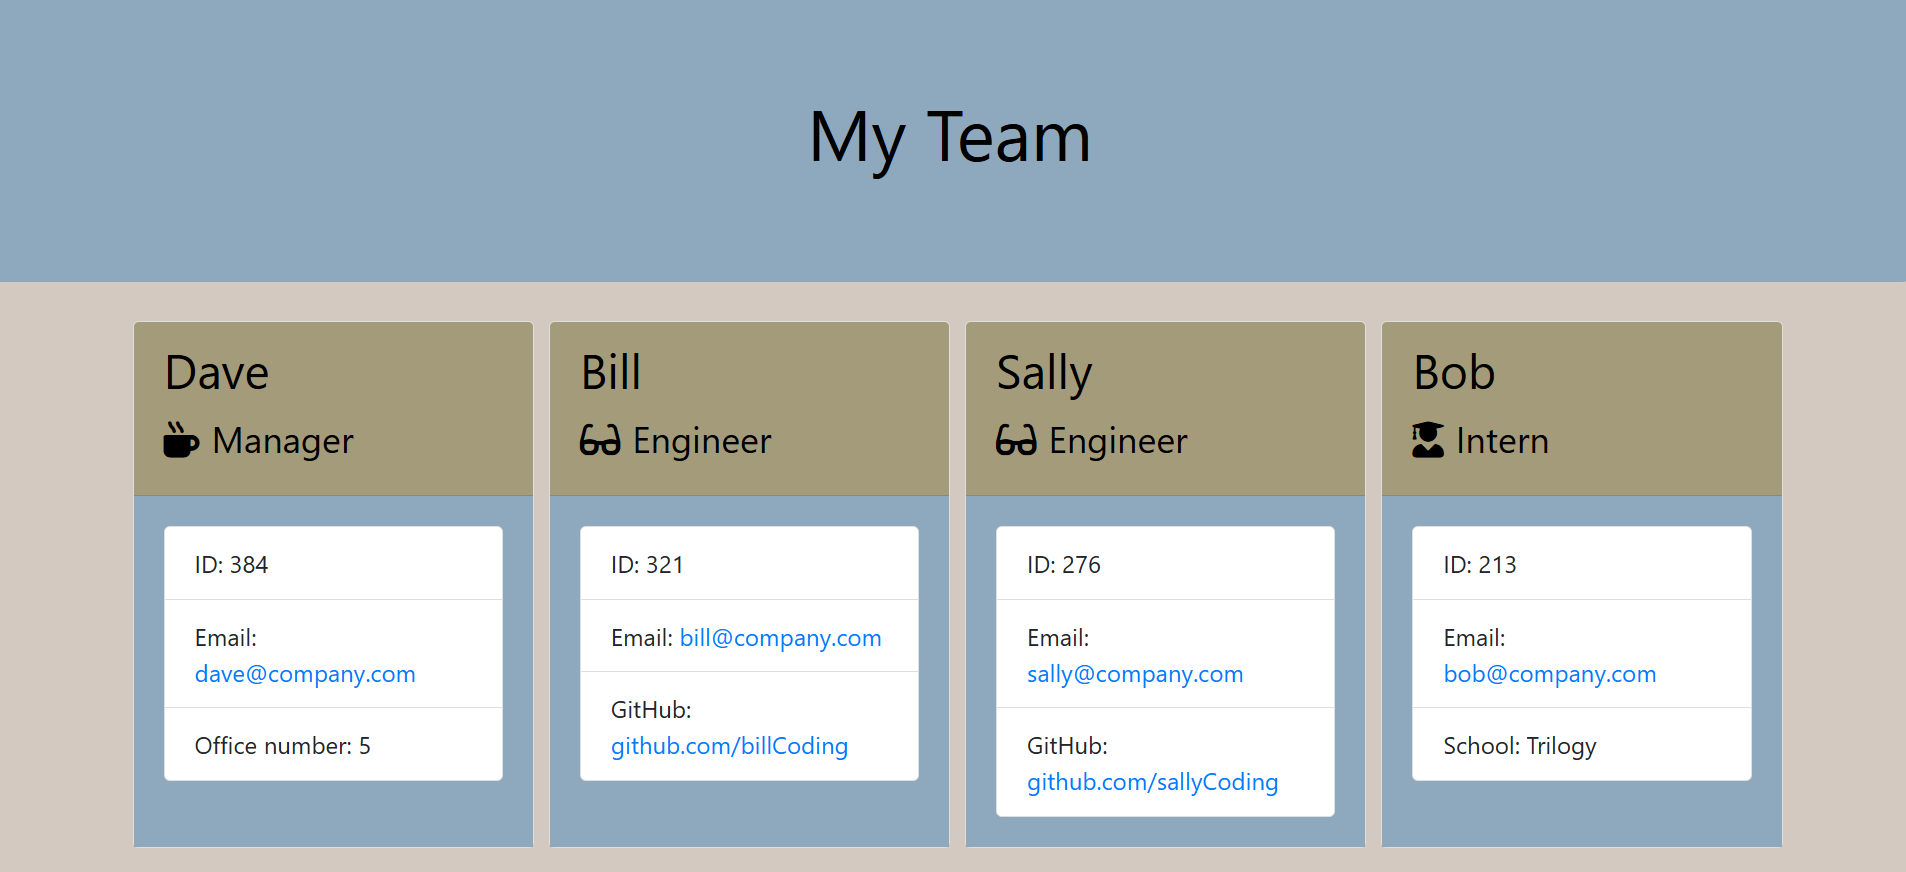 My Team
Dave
Manager
ID: 384
Email:
dave@company.com
Office number: 5
Bill
Engineer
ID: 321
Email: bill@company.com
GitHub:
github.com/billCoding
Sally
Engineer
ID: 276
Email:
sally@company.com
GitHub:
github.com/sallyCoding
Bob
Intern
ID: 213
Email:
bob@company.com
School: Trilogy